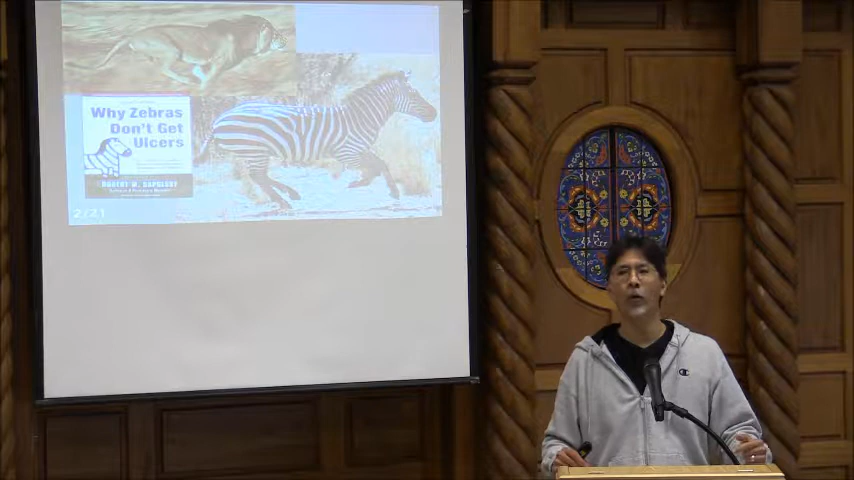 Why Zebras
Don't Get
Ulcers
ROBERT M. SAPOLSKY
2/21